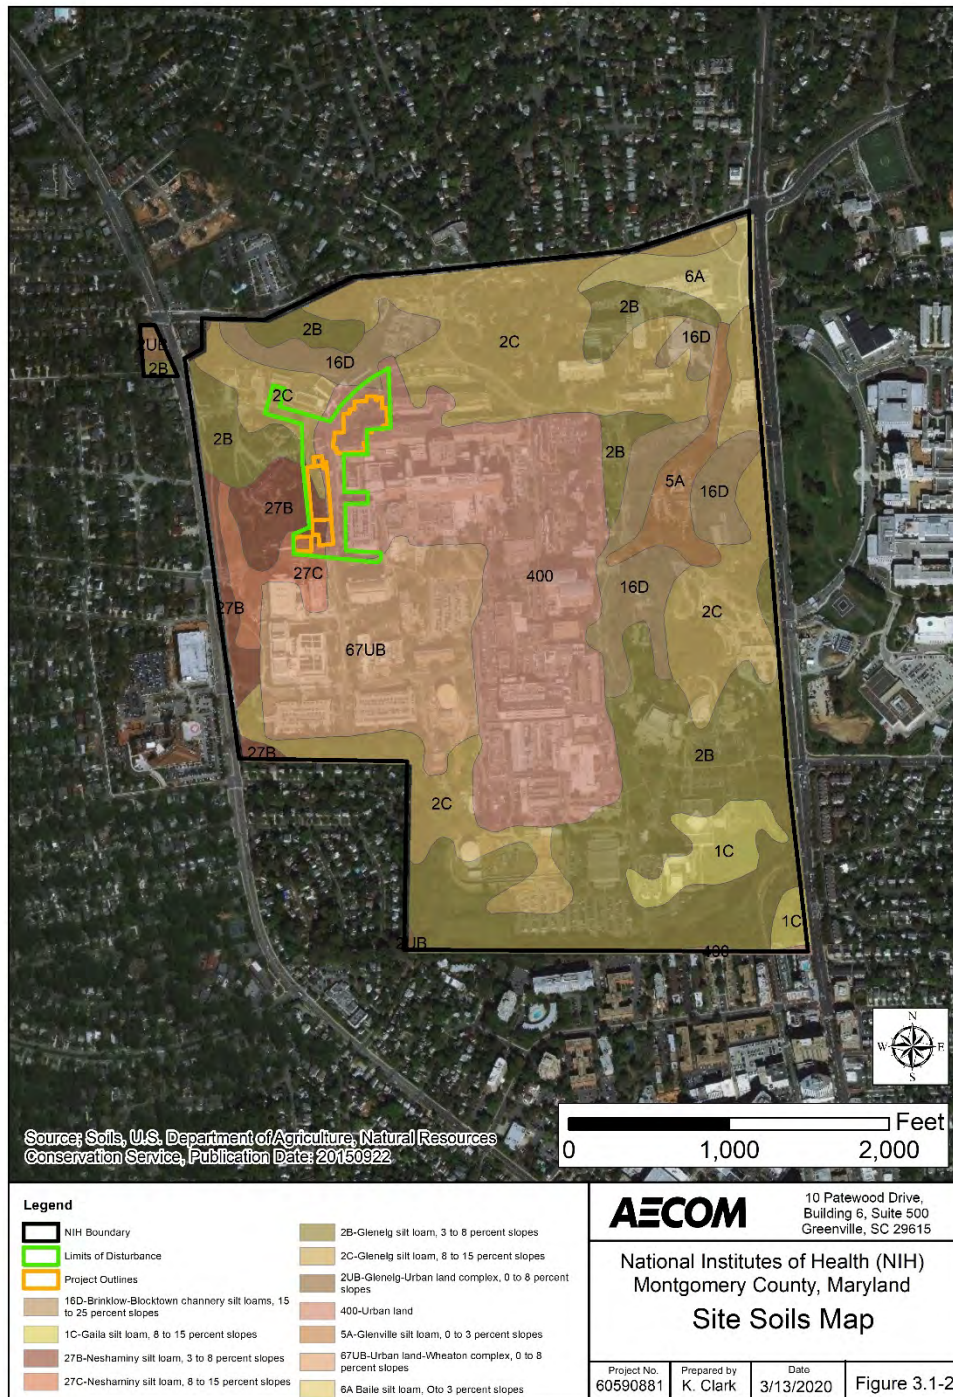 6A
2B
2B
2C
16D
2UB
16D
2B
2C
2B
2B
5A
16D
27B
400
27C
16D
27B
2C
67UB
2B
27B
2C
1C
1C
2UB
400
N
W E
S
Feet
0 1,000 2,000
Source; Soils, U.S. Department of Agriculture, Natural Resources
Conservation Service, Publication Date: 20150922
Legend
NIH Boundary
Limits of Disturbance
Project Outlines
16D-Brinklow-Blocktown channery silt loams, 15
to 25 percent slopes
1C-Gaila silt loam, 8 to 15 percent slopes
27B-Neshaminy silt loam, 3 to 8 percent slopes
27C-Neshaminy silt loam, 8 to 15 percent slopes
2B-Glenelg silt loam, 3 to 8 percent slopes
2C-Glenelg silt loam, 8 to 15 percent slopes
2UB-Glenelg-Urban land complex, 0 to 8 percent
slopes
400-Urban land
5A-Glenville silt loam, 0 to 3 percent slopes
67UB-Urban land-Wheaton complex, 0 to 8
percent slopes
6A Baile silt loam, Oto 3 percent slopes
AECOM
10 Patewood Drive,
Building 6, Suite 500
Greenville, SC 29615
National Institutes of Health (NIH)
Montgomery County, Maryland
Site Soils Map
Project No.
60590881
Prepared by
K. Clark
Date
3/13/2020
Figure 3.1-2